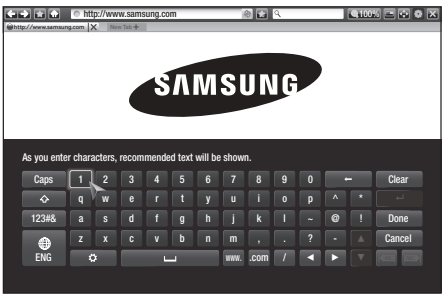 http://www.samsung.com 100%
http://www.samsung.com New Tab +
SAMSUNG
As you enter characters, recommended text will be shown.
Caps 1 2 3 4 5 6 7 8 9 0 ← Clear
q w e r t y u i o p ^ *
123#& a s d f g h j k l ~ @ ! Done
z x c v b n m , . ? - Cancel
ENG www. .com /